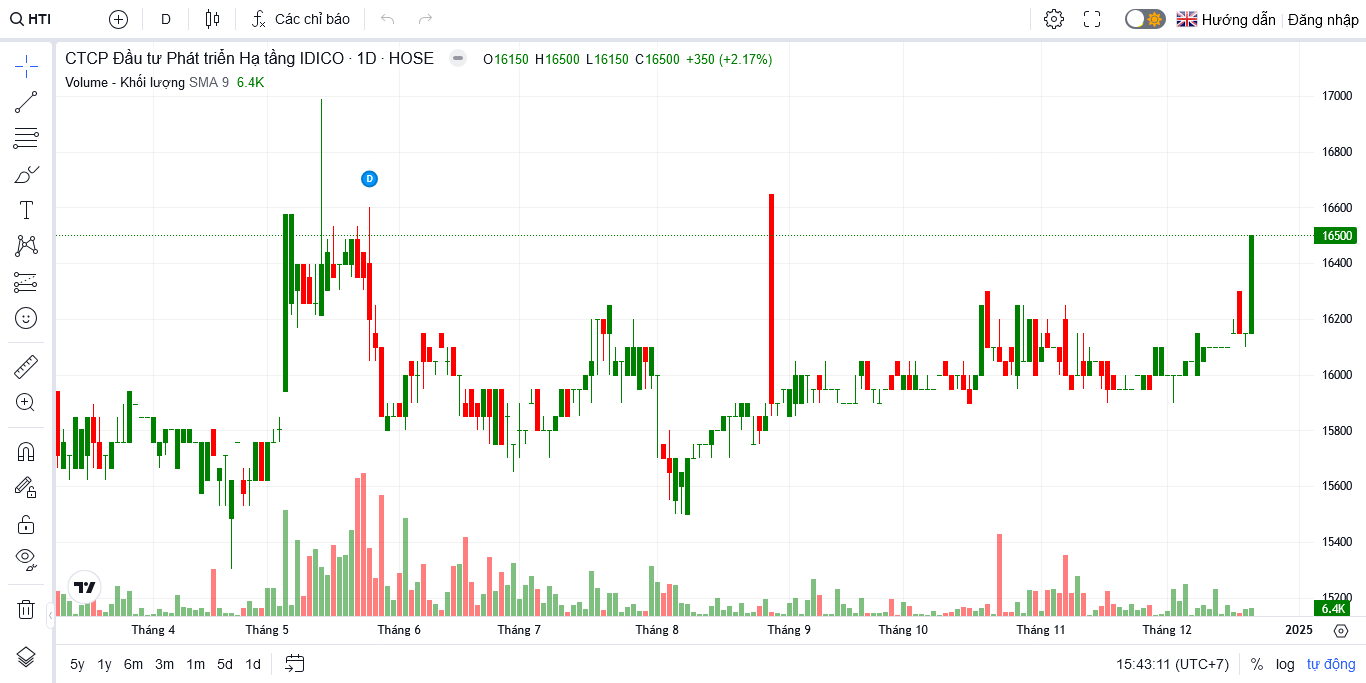 HTI D Các chỉ báo Hướng dẫn Đăng nhập
CTCP Đầu tư Phát triển Hạ tầng IDICO · 1D · HOSE O16150 H16500 L16150 C16500 +350 (+2.17%)
Volume - Khối lượng SMA 9 6.4K
17000
16800
D
16600
16500
16400
16200
16000
15800
15600
15400
15200
6.4K
Tháng 4 Tháng 5 Tháng 6 Tháng 7 Tháng 8 Tháng 9 Tháng 10 Tháng 11 Tháng 12 2025
5y 1y 6m 3m 1m 5d 1d 15:43:11 (UTC+7) % log tự động